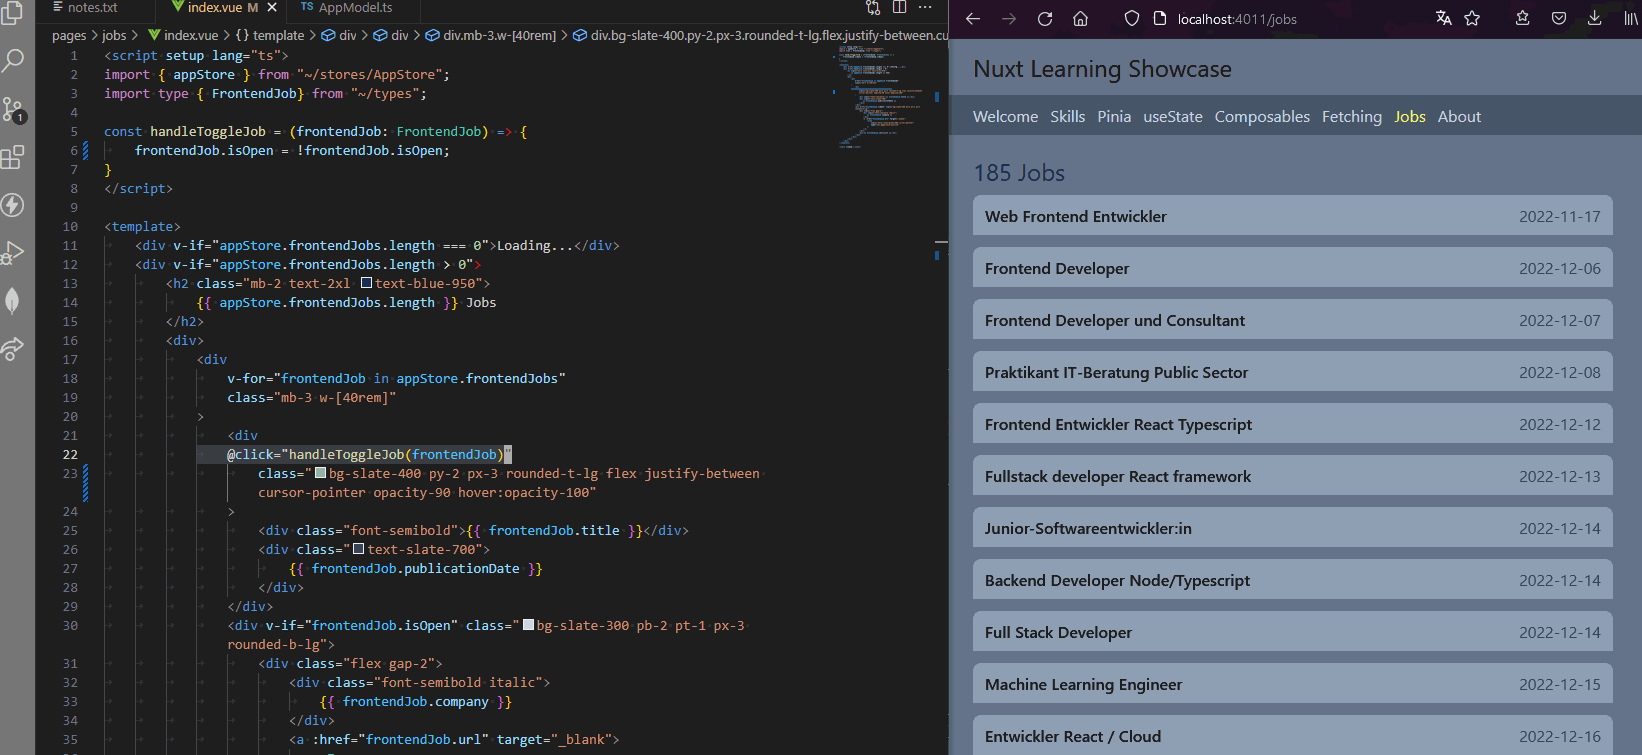 notes.txt
index.vue M
TS AppModel.ts
pages > jobs > index.vue > {} template > div > div > div.mb-3.w-[40rem] > div.bg-slate-400.py-2.px-3.rounded-t-lg.flex.justify-between.cu
1 <script setup lang="ts">
2 import { appStore } from "~/stores/AppStore";
3 import type { FrontendJob} from "~/types";
4
5 const handleToggleJob = (frontendJob: FrontendJob) => {
6 frontendJob.isOpen = !frontendJob.isOpen;
7 }
8 </script>
9
10 <template>
11 <div v-if="appStore.frontendJobs.length === 0">Loading...</div>
12 <div v-if="appStore.frontendJobs.length > 0">
13 <h2 class="mb-2 text-2xl text-blue-950">
14 {{ appStore.frontendJobs.length }} Jobs
15 </h2>
16 <div>
17 <div
18 v-for="frontendJob in appStore.frontendJobs"
19 class="mb-3 w-[40rem]"
20 >
21 <div
22 @click="handleToggleJob(frontendJob)"
23 class="bg-slate-400 py-2 px-3 rounded-t-lg flex justify-between
cursor-pointer opacity-90 hover:opacity-100"
24 >
25 <div class="font-semibold">{{ frontendJob.title }}</div>
26 <div class="text-slate-700">
27 {{ frontendJob.publicationDate }}
28 </div>
29 </div>
30 <div v-if="frontendJob.isOpen" class="bg-slate-300 pb-2 pt-1 px-3
rounded-b-lg">
31 <div class="flex gap-2">
32 <div class="font-semibold italic">
33 {{ frontendJob.company }}
34 </div>
35 <a :href="frontendJob.url" target="_blank">
1
localhost:4011/jobs
Nuxt Learning Showcase
Welcome Skills Pinia useState Composables Fetching Jobs About
185 Jobs
Web Frontend Entwickler 2022-11-17
Frontend Developer 2022-12-06
Frontend Developer und Consultant 2022-12-07
Praktikant IT-Beratung Public Sector 2022-12-08
Frontend Entwickler React Typescript 2022-12-12
Fullstack developer React framework 2022-12-13
Junior-Softwareentwickler:in 2022-12-14
Backend Developer Node/Typescript 2022-12-14
Full Stack Developer 2022-12-14
Machine Learning Engineer 2022-12-15
Entwickler React / Cloud 2022-12-16